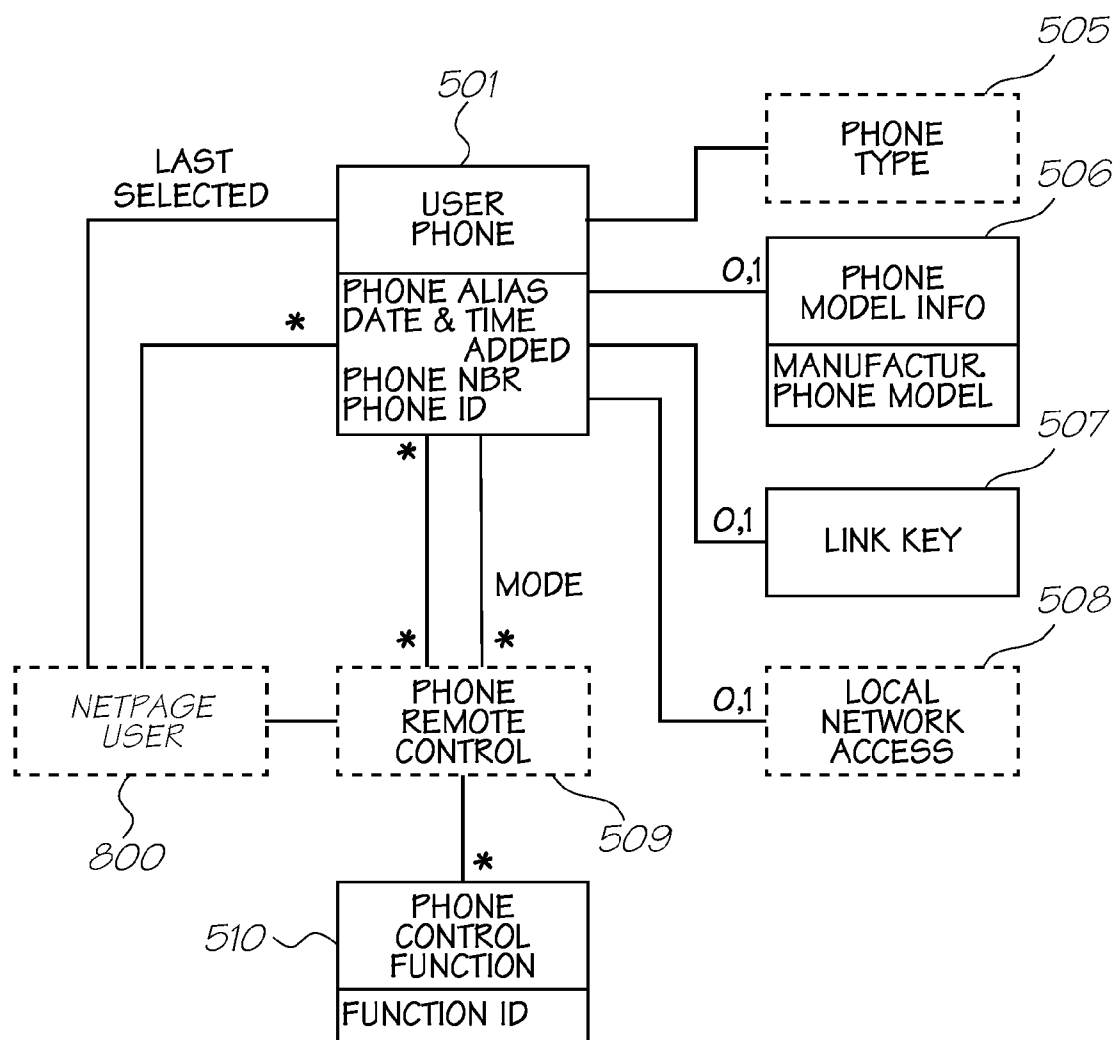 505
501
PHONE
TYPE
LAST
SELECTED
506
USER
PHONE
0,1
PHONE
MODEL INFO
PHONE ALIAS
DATE & TIME
ADDED
PHONE NBR
PHONE ID
*
MANUFACTUR.
PHONE MODEL
507
*
0,1
LINK KEY
MODE
508
*
*
NETPAGE
USER
PHONE
REMOTE
CONTROL
0,1
LOCAL
NETWORK
ACCESS
800
509
*
510
PHONE
CONTROL
FUNCTION
FUNCTION ID